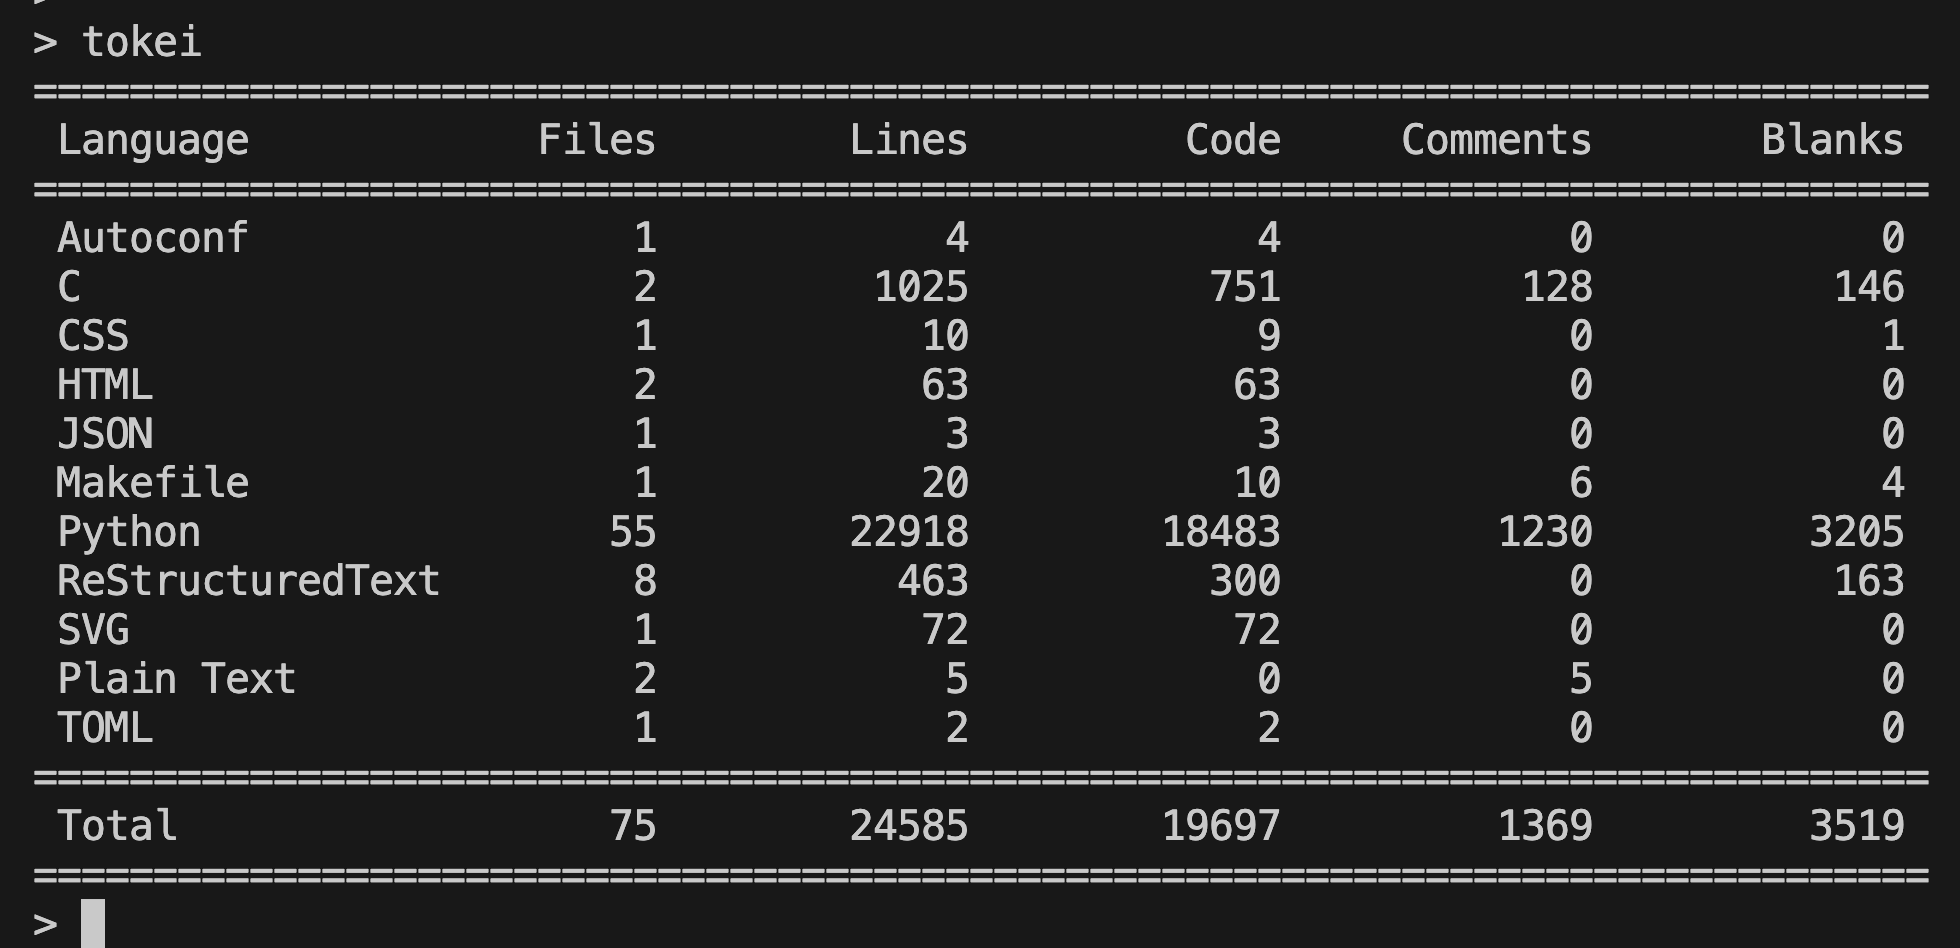 > tokei
===============================================================================
 Language            Files        Lines         Code     Comments       Blanks
===============================================================================
 Autoconf                1            4            4            0            0
 C                       2         1025          751          128          146
 CSS                     1           10            9            0            1
 HTML                    2           63           63            0            0
 JSON                    1            3            3            0            0
 Makefile                1           20           10            6            4
 Python                 55        22918        18483         1230         3205
 ReStructuredText        8          463          300            0          163
 SVG                     1           72           72            0            0
 Plain Text              2            5            0            5            0
 TOML                    1            2            2            0            0
===============================================================================
 Total                  75        24585        19697         1369         3519
===============================================================================
>